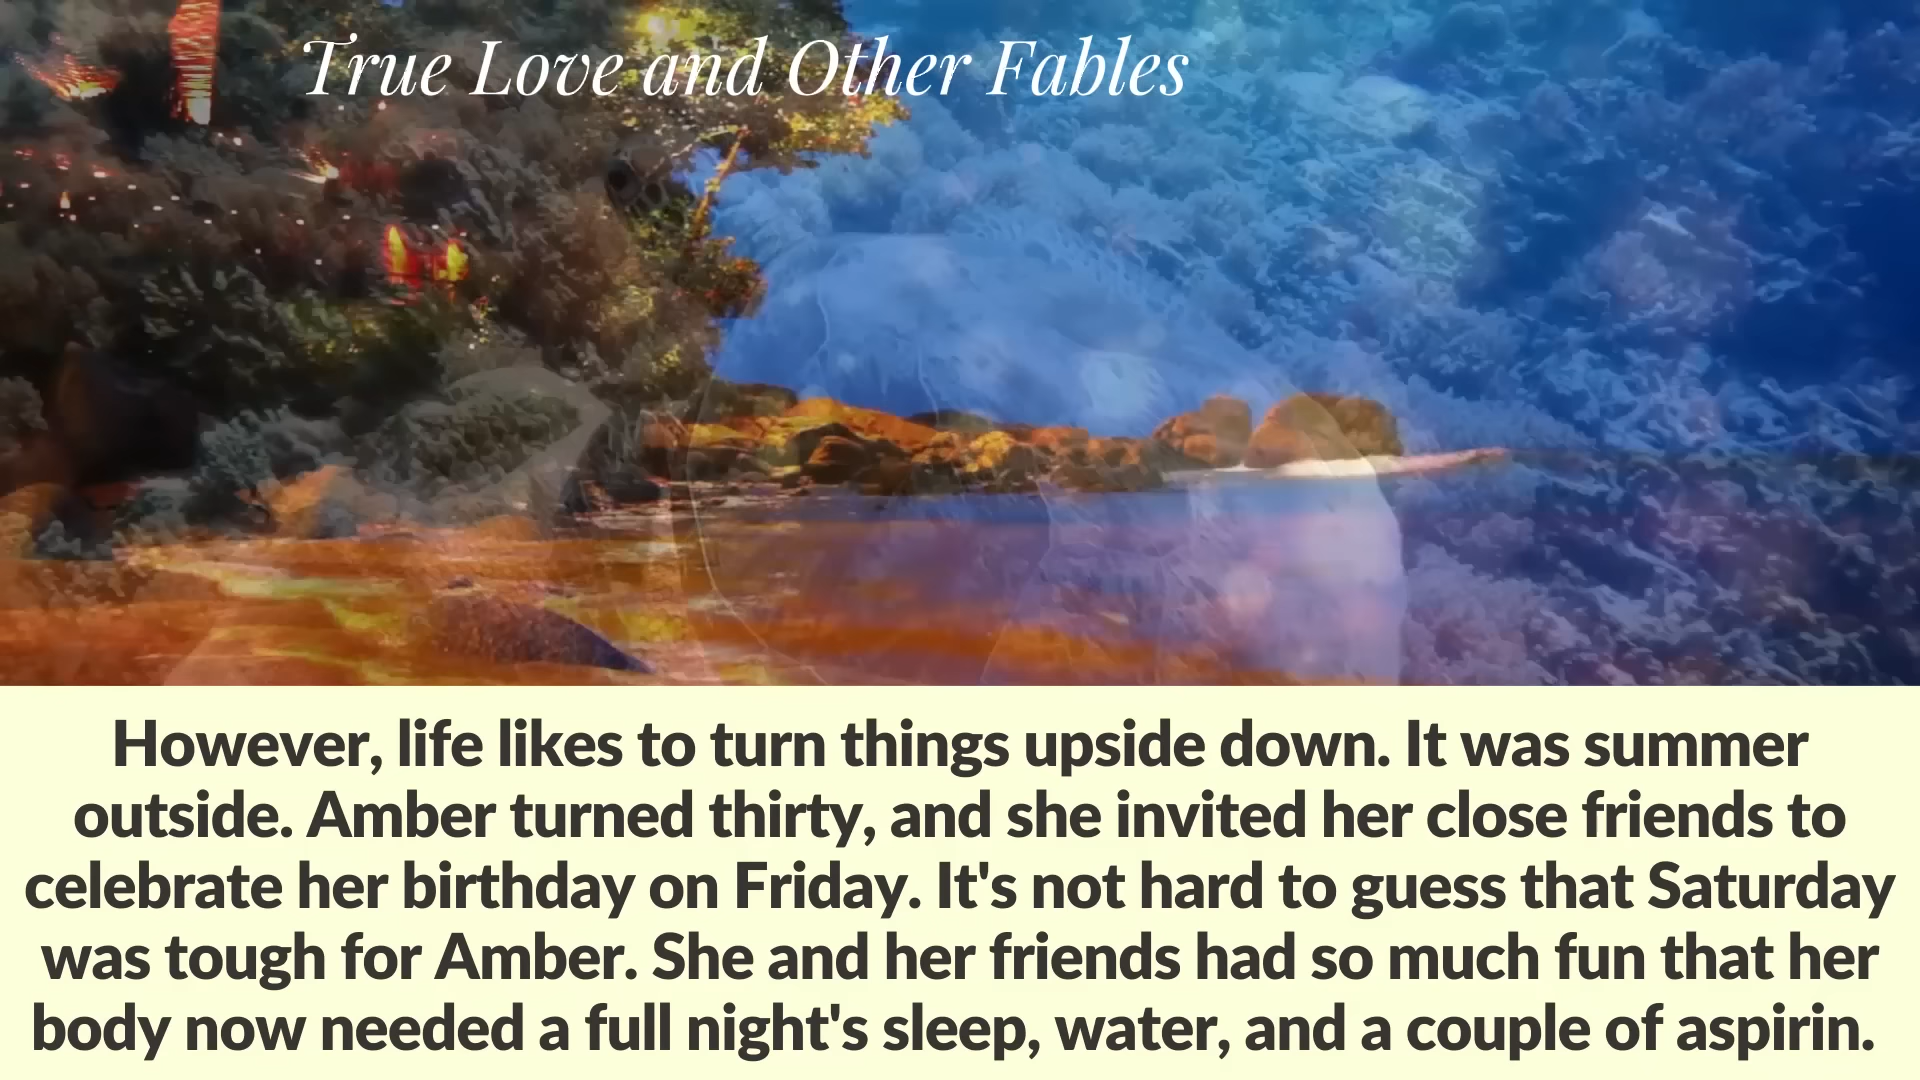 True Love and Other Fables
However, life likes to turn things upside down. It was summer
outside. Amber turned thirty, and she invited her close friends to
celebrate her birthday on Friday. It's not hard to guess that Saturday
was tough for Amber. She and her friends had so much fun that her
body now needed a full night's sleep, water, and a couple of aspirin.